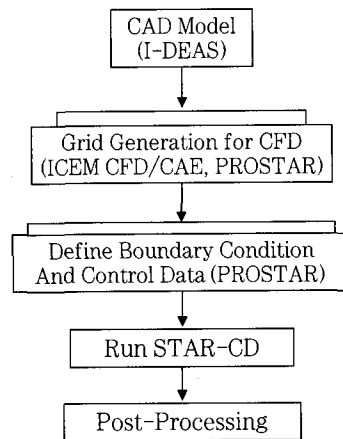 CAD Model
(I-DEAS)
Grid Generation for CFD
(ICEM CFD/CAE, PROSTAR)
Define Boundary Condition
And Control Data (PROSTAR)
Run STAR-CD
Post-Processing